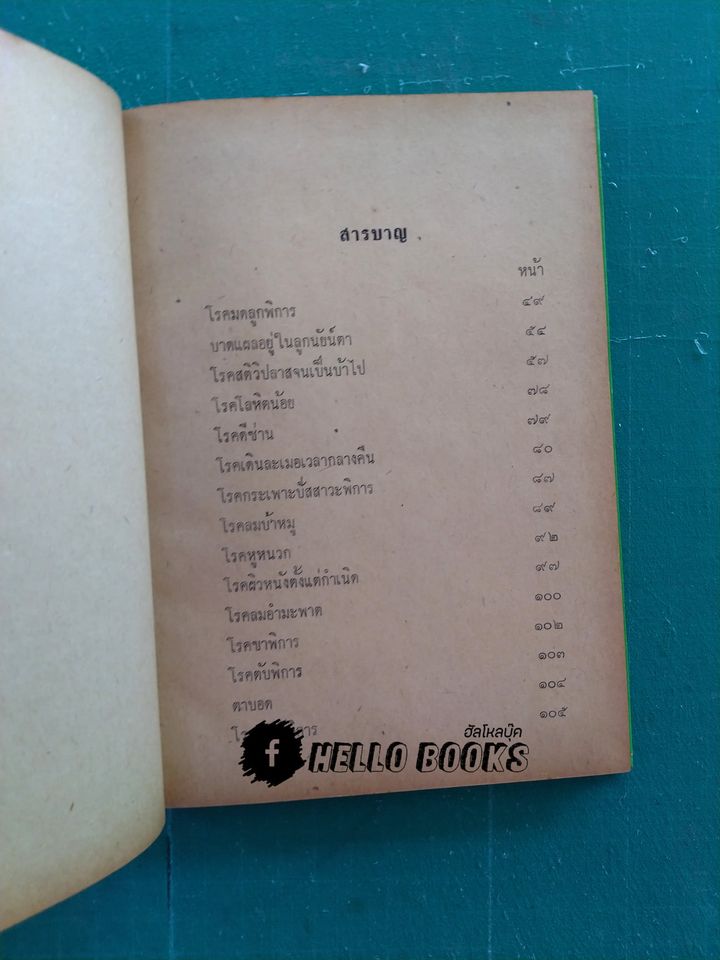 สารบาญ
หน้า
โรคมดลูกพิการ ๔๙
บาดแผลอยู่ในลูกนัยน์ตา ๕๔
โรคสติวิปลาสจนเป็นบ้าไป ๕๗
โรคโลหิตน้อย ๗๘
โรคดีซ่าน ๗๙
โรคเดินละเมอเวลากลางคืน ๘๐
โรคกระเพาะปัสสาวะพิการ ๘๗
โรคลมบ้าหมู ๘๙
โรคหูหนวก ๙๒
โรคผิวหนังตั้งแต่กำเนิด ๙๗
โรคลมอำมะพาต ๑๐๐
โรคขาพิการ ๑๐๒
โรคตับพิการ ๑๐๓
ตาบอด ๑๐๔
๑๐๕
ฮัลโหลบุ๊ค
f HELLO BOOKS